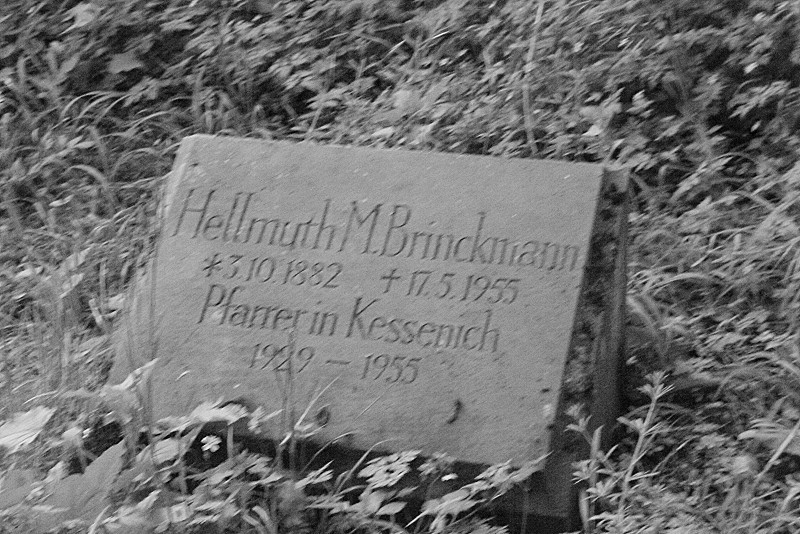 Hellmuth M. Brinckmann
*3.10.1882 +17.5.1955
Pfarrer in Kessenich
1929 – 1955